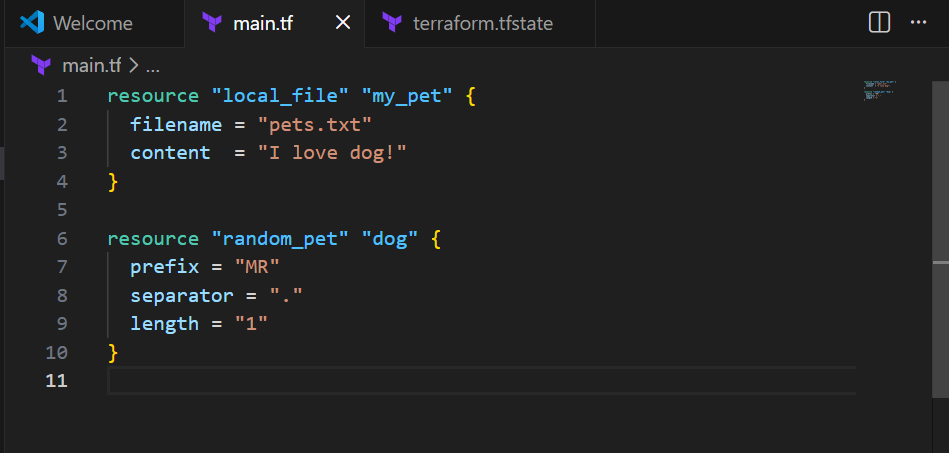 Welcome
main.tf
terraform.tfstate
main.tf > ...
1 resource "local_file" "my_pet" {
2   filename = "pets.txt"
3   content  = "I love dog!"
4 }
5
6 resource "random_pet" "dog" {
7   prefix = "MR"
8   separator = "."
9   length = "1"
10 }
11